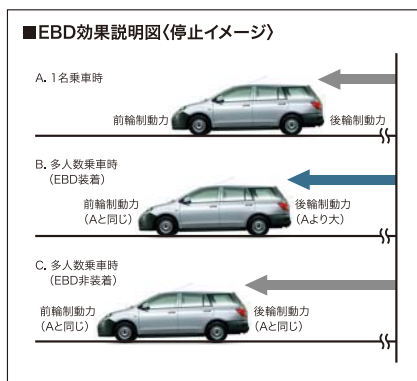 ■EBD効果説明図〈停止イメージ〉
A. 1名乗車時
前輪制動力
後輪制動力
B. 多人数乗車時
（EBD装着）
前輪制動力
（Aと同じ）
後輪制動力
（Aより大）
C. 多人数乗車時
（EBD非装着）
前輪制動力
（Aと同じ）
後輪制動力
（Aと同じ）